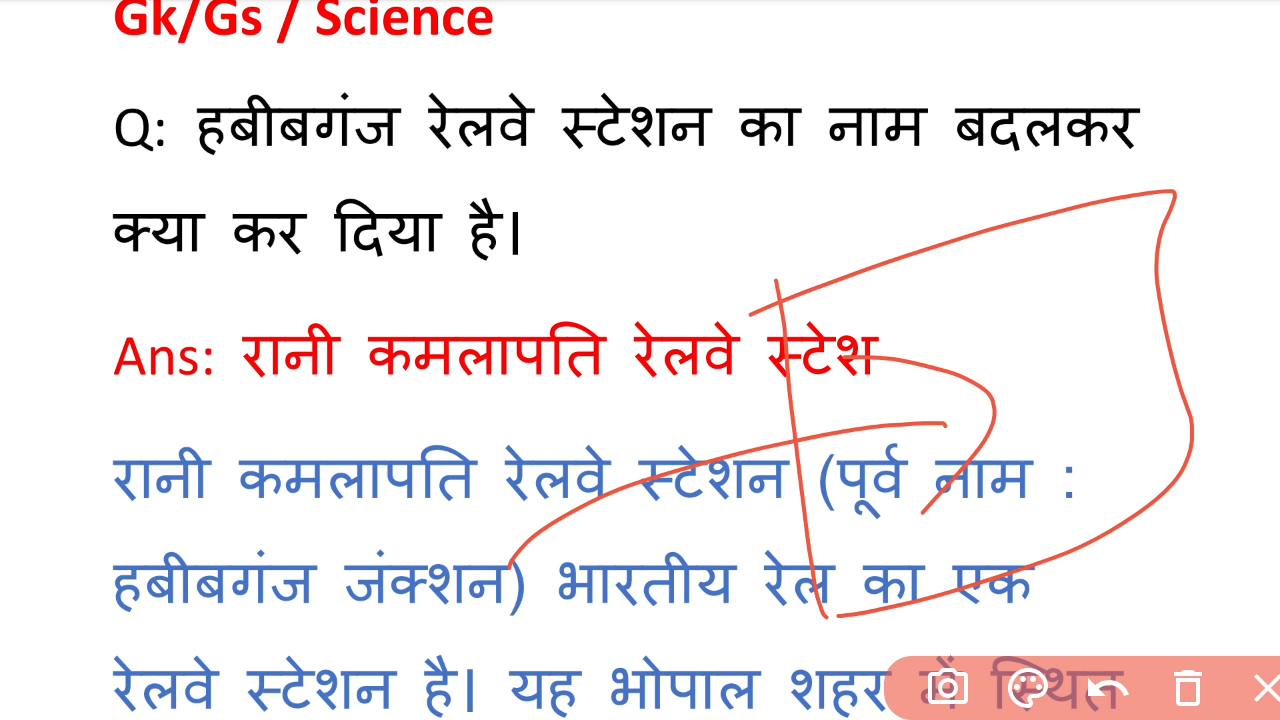 Gk/Gs / Science
Q: हबीबगंज रेलवे स्टेशन का नाम बदलकर
क्या कर दिया है।
Ans: रानी कमलापति रेलवे स्टेश
रानी कमलापति रेलवे स्टेशन (पूर्व नाम :
हबीबगंज जंक्शन) भारतीय रेल का एक
रेलवे स्टेशन है। यह भोपाल शहर में स्थित